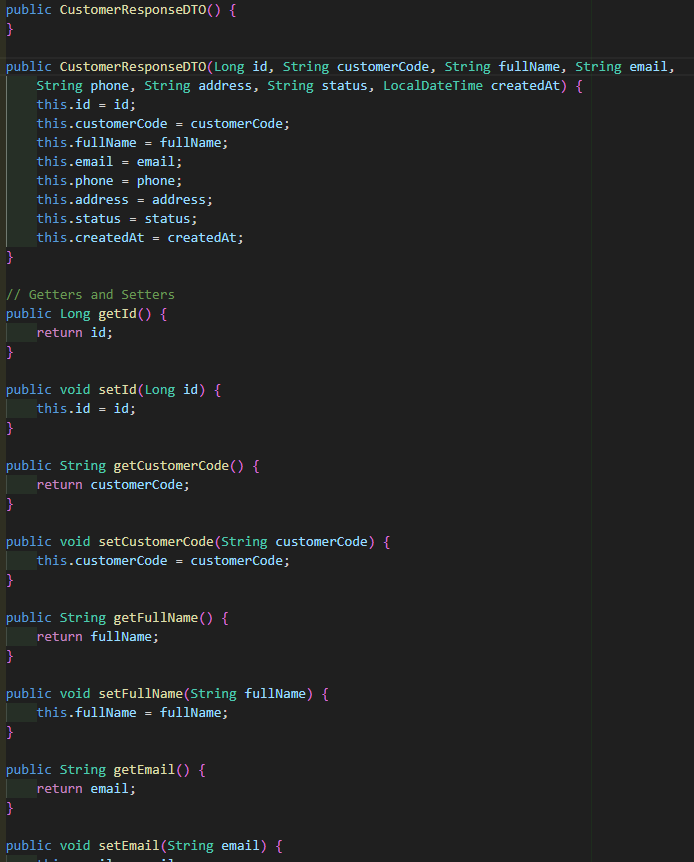 public CustomerResponseDTO() {
}
public CustomerResponseDTO(Long id, String customerCode, String fullName, String email,
String phone, String address, String status, LocalDateTime createdAt) {
this.id = id;
this.customerCode = customerCode;
this.fullName = fullName;
this.email = email;
this.phone = phone;
this.address = address;
this.status = status;
this.createdAt = createdAt;
}
// Getters and Setters
public Long getId() {
return id;
}
public void setId(Long id) {
this.id = id;
}
public String getCustomerCode() {
return customerCode;
}
public void setCustomerCode(String customerCode) {
this.customerCode = customerCode;
}
public String getFullName() {
return fullName;
}
public void setFullName(String fullName) {
this.fullName = fullName;
}
public String getEmail() {
return email;
}
public void setEmail(String email) {